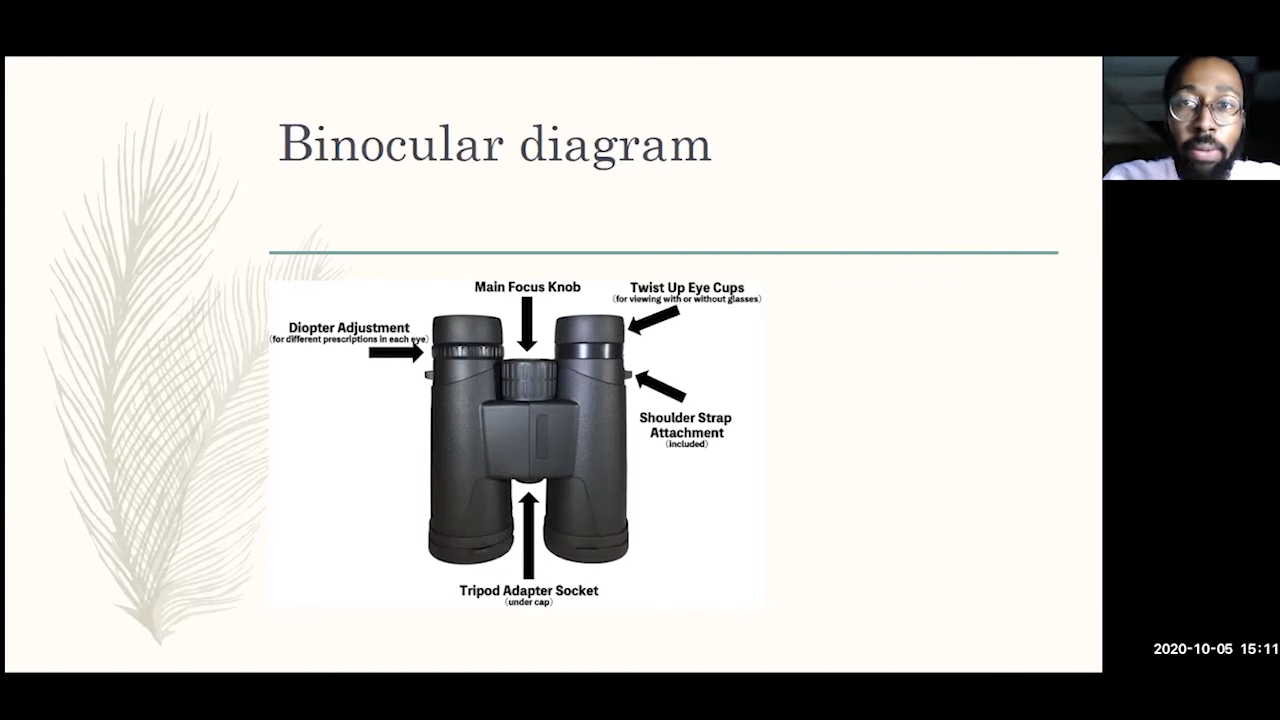 Binocular diagram
Main Focus Knob
Twist Up Eye Cups
(for viewing with or without glasses)
Diopter Adjustment
(for different prescriptions in each eye)
Shoulder Strap
Attachment
(included)
Tripod Adapter Socket
(under cap)
2020-10-05 15:11